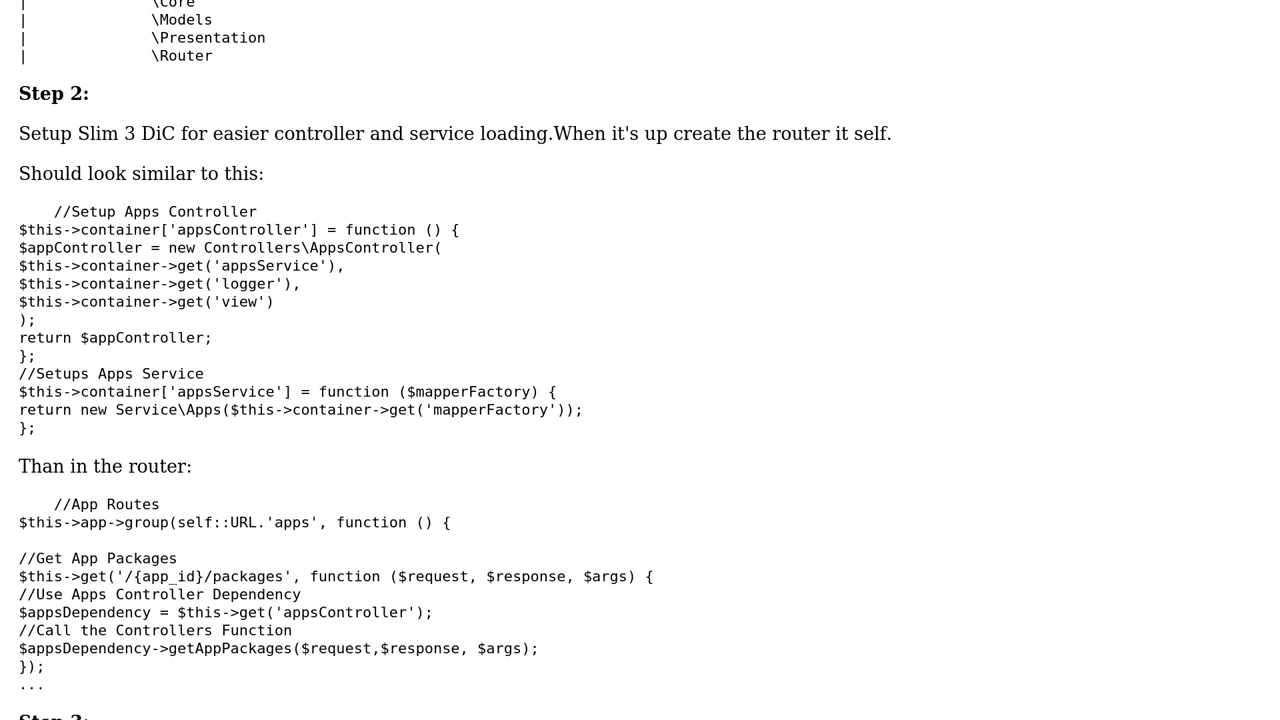 |              \Core
|              \Models
|              \Presentation
|              \Router
Step 2:
Setup Slim 3 DiC for easier controller and service loading.When it's up create the router it self.
Should look similar to this:
    //Setup Apps Controller
$this->container['appsController'] = function () {
$appController = new Controllers\AppsController(
$this->container->get('appsService'),
$this->container->get('logger'),
$this->container->get('view')
);
return $appController;
};
//Setups Apps Service
$this->container['appsService'] = function ($mapperFactory) {
return new Service\Apps($this->container->get('mapperFactory'));
};
Than in the router:
    //App Routes
$this->app->group(self::URL.'apps', function () {
//Get App Packages
$this->get('/{app_id}/packages', function ($request, $response, $args) {
//Use Apps Controller Dependency
$appsDependency = $this->get('appsController');
//Call the Controllers Function
$appsDependency->getAppPackages($request,$response, $args);
});
...
Step 3: